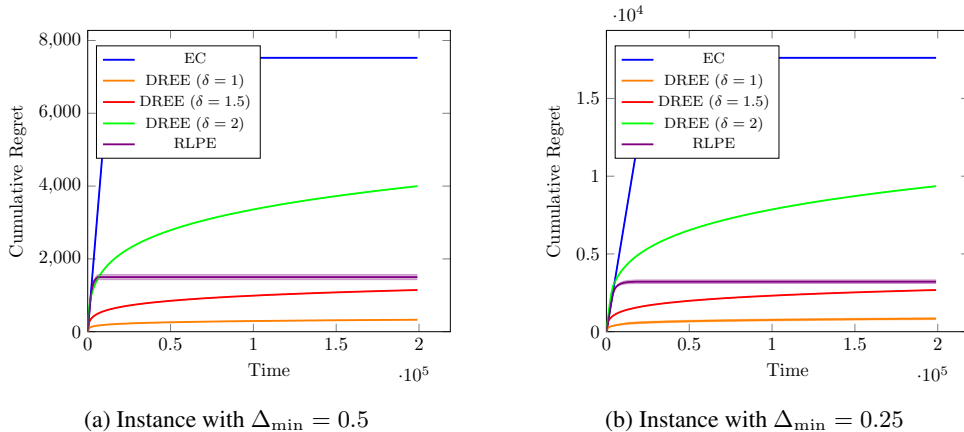 8,000
6,000
4,000
2,000
0
Cumulative Regret
EC
DREE (δ = 1)
DREE (δ = 1.5)
DREE (δ = 2)
RLPE
0
0.5
1
1.5
2
·10⁵
Time
(a) Instance with Δmin = 0.5
·10⁴
1.5
1
0.5
0
Cumulative Regret
EC
DREE (δ = 1)
DREE (δ = 1.5)
DREE (δ = 2)
RLPE
0
0.5
1
1.5
2
·10⁵
Time
(b) Instance with Δmin = 0.25